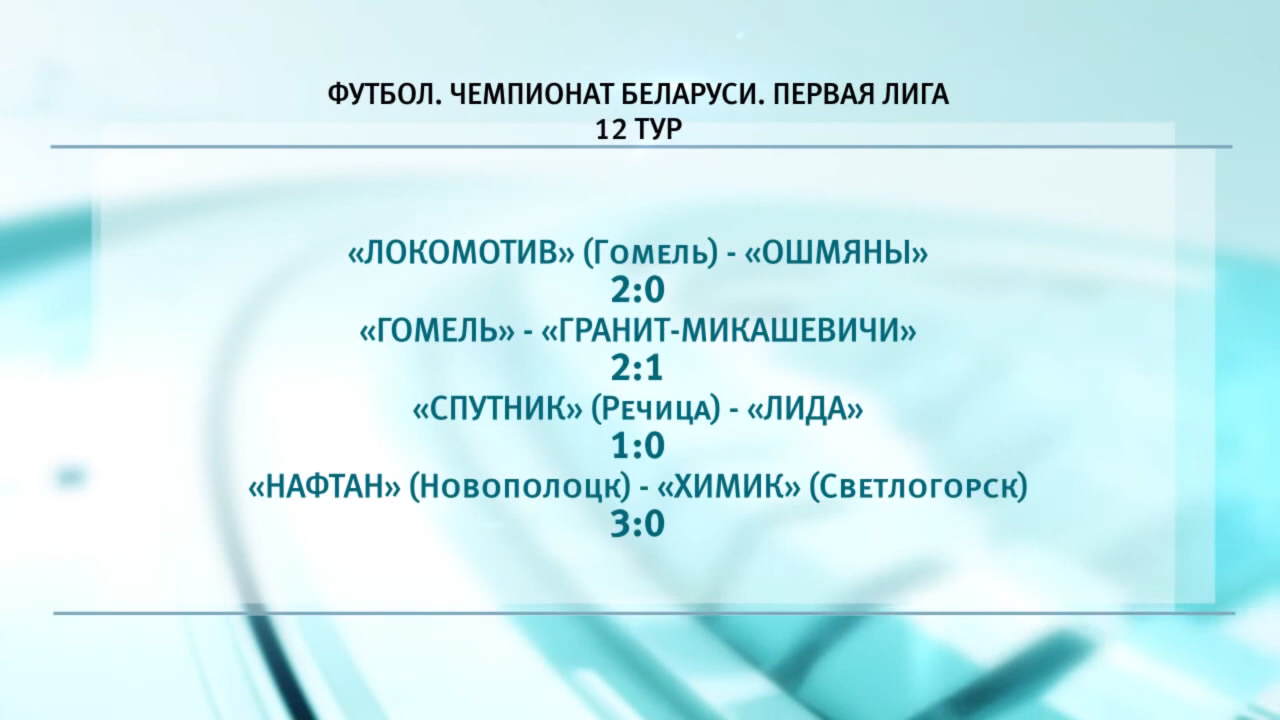 ФУТБОЛ. ЧЕМПИОНАТ БЕЛАРУСИ. ПЕРВАЯ ЛИГА
12 ТУР
«ЛОКОМОТИВ» (Гомель) - «ОШМЯНЫ»
2:0
«ГОМЕЛЬ» - «ГРАНИТ-МИКАШЕВИЧИ»
2:1
«СПУТНИК» (Речица) - «ЛИДА»
1:0
«НАФТАН» (Новополоцк) - «ХИМИК» (Светлогорск)
3:0